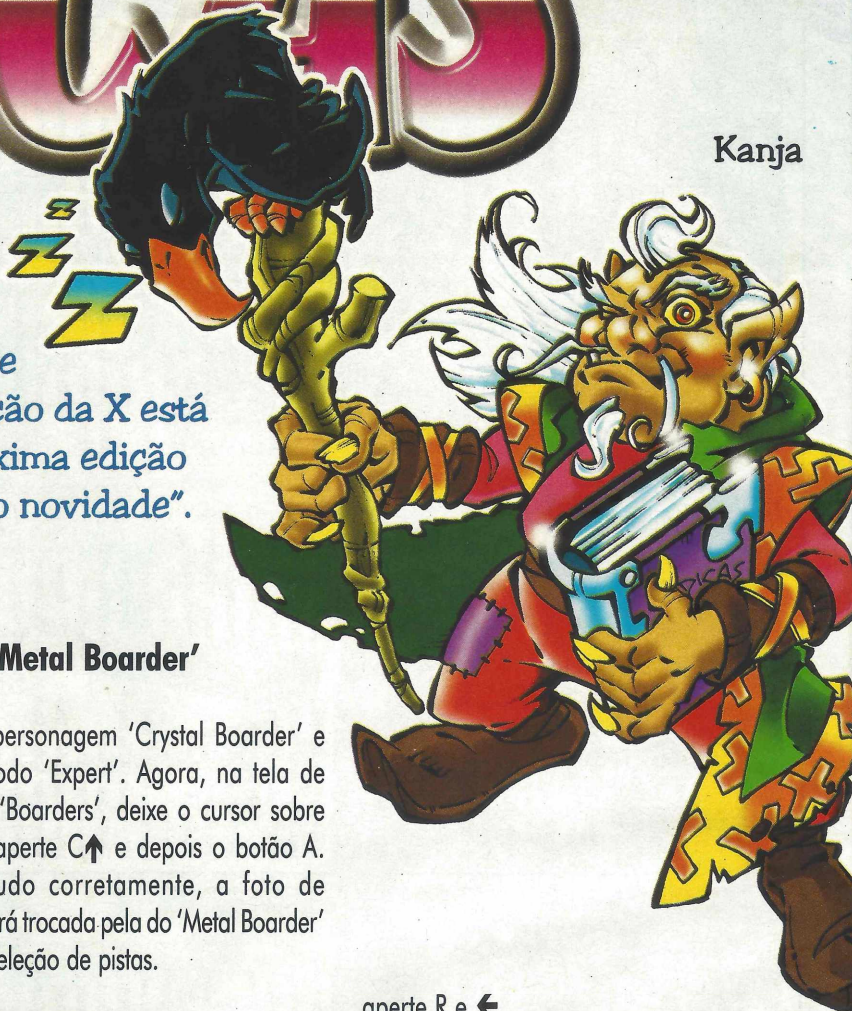 Kanja
z
Z
Z
e
ção da X está
xima edição
o novidade”.
DICAS
Metal Boarder’
personagem ‘Crystal Boarder’ e
odo ‘Expert’. Agora, na tela de
‘Boarders’, deixe o cursor sobre
aperte C↑ e depois o botão A.
udo corretamente, a foto de
rá trocada pela do ‘Metal Boarder’
eleção de pistas.
aperte R e ←